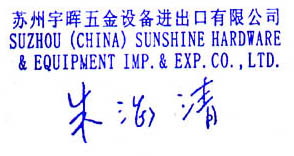 苏州宇晖五金设备进出口有限公司
SUZHOU (CHINA) SUNSHINE HARDWARE
& EQUIPMENT IMP. & EXP. CO., LTD.
朱 清